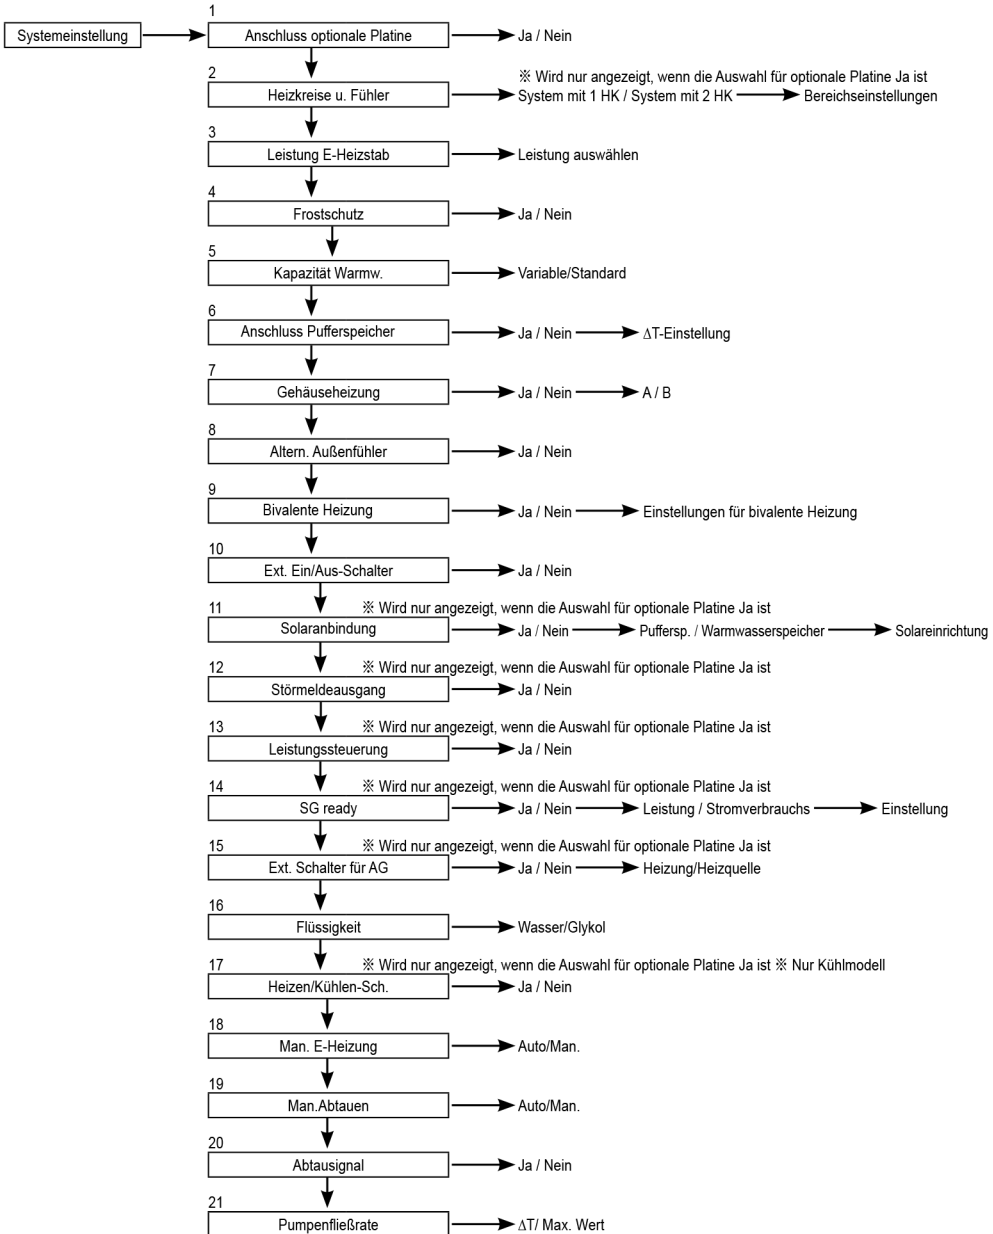 1
Systemeinstellung Anschluss optionale Platine Ja / Nein
2 ※ Wird nur angezeigt, wenn die Auswahl für optionale Platine Ja ist
Heizkreise u. Fühler System mit 1 HK / System mit 2 HK Bereichseinstellungen
3
Leistung E-Heizstab Leistung auswählen
4
Frostschutz Ja / Nein
5
Kapazität Warmw. Variable/Standard
6
Anschluss Pufferspeicher Ja / Nein ΔT-Einstellung
7
Gehäuseheizung Ja / Nein A / B
8
Altern. Außenfühler Ja / Nein
9
Bivalente Heizung Ja / Nein Einstellungen für bivalente Heizung
10
Ext. Ein/Aus-Schalter Ja / Nein
11 ※ Wird nur angezeigt, wenn die Auswahl für optionale Platine Ja ist
Solaranbindung Ja / Nein Puffersp. / Warmwasserspeicher Solareinrichtung
12 ※ Wird nur angezeigt, wenn die Auswahl für optionale Platine Ja ist
Störmeldeausgang Ja / Nein
13 ※ Wird nur angezeigt, wenn die Auswahl für optionale Platine Ja ist
Leistungssteuerung Ja / Nein
14 ※ Wird nur angezeigt, wenn die Auswahl für optionale Platine Ja ist
SG ready Ja / Nein Leistung / Stromverbrauchs Einstellung
15 ※ Wird nur angezeigt, wenn die Auswahl für optionale Platine Ja ist
Ext. Schalter für AG Ja / Nein Heizung/Heizquelle
16
Flüssigkeit Wasser/Glykol
17 ※ Wird nur angezeigt, wenn die Auswahl für optionale Platine Ja ist ※ Nur Kühlmodell
Heizen/Kühlen-Sch. Ja / Nein
18
Man. E-Heizung Auto/Man.
19
Man.Abtauen Auto/Man.
20
Abtausignal Ja / Nein
21
Pumpenfließrate ΔT/ Max. Wert